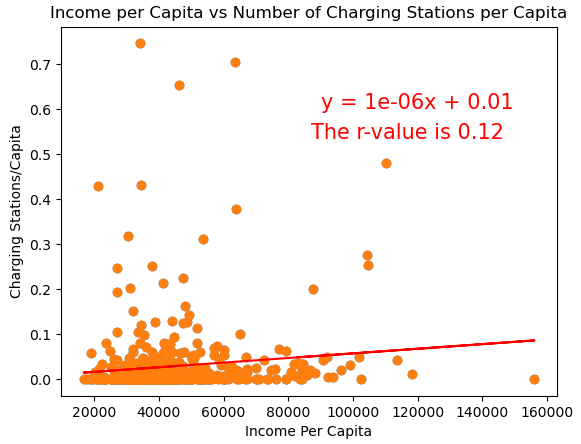 Income per Capita vs Number of Charging Stations per Capita
0.7
0.6
0.5
0.4
0.3
0.2
0.1
0.0
Charging Stations/Capita
y = 1e-06x + 0.01
The r-value is 0.12
20000 40000 60000 80000 100000 120000 140000 160000
Income Per Capita